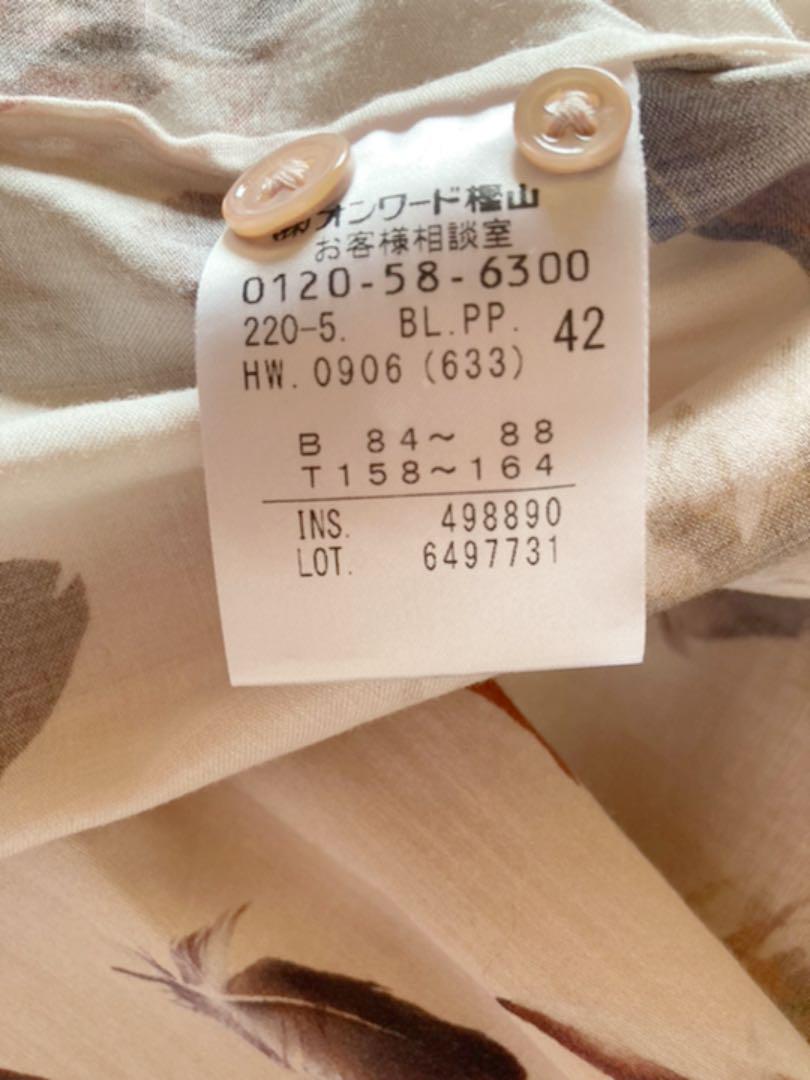 ㈱オンワード樫山
お客様相談室
0120-58-6300
220-5. BL.PP. 42
HW.0906(633)
B 84～ 88
T158～164
INS. 498890
LOT. 6497731